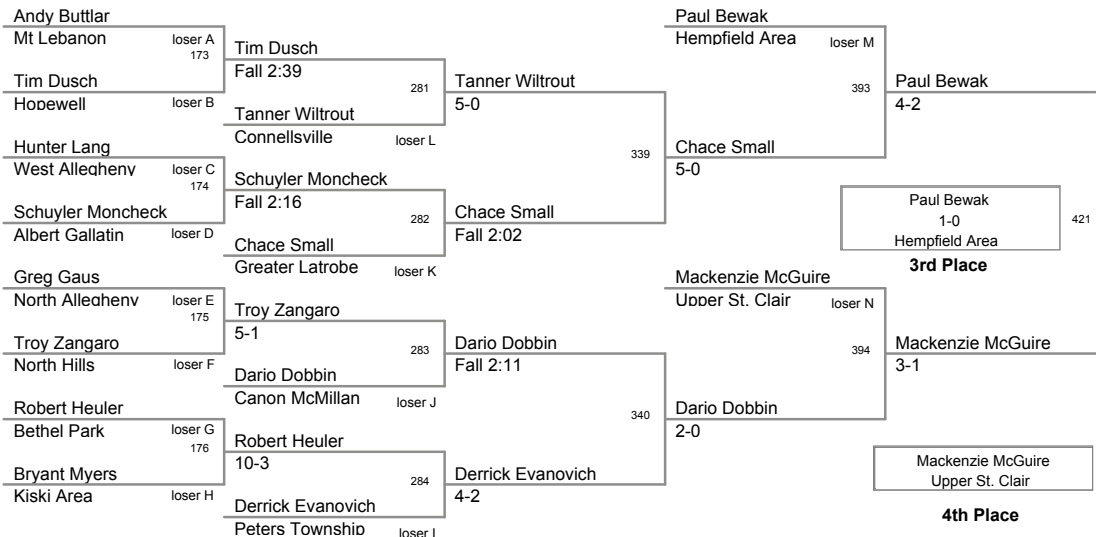 Andy Buttlar
Mt Lebanon
loser A
173
Tim Dusch
Hopewell
loser B
Hunter Lang
West Allegheny
loser C
174
Schuyler Moncheck
Albert Gallatin
loser D
Greg Gaus
North Allegheny
loser E
175
Troy Zangaro
North Hills
loser F
Robert Heuler
Bethel Park
loser G
176
Bryant Myers
Kiski Area
loser H
Tim Dusch
Fall 2:39
281
Tanner Wiltrout
Connellsville
loser L
Schuyler Moncheck
Fall 2:16
282
Chace Small
Greater Latrobe
loser K
Troy Zangaro
5-1
283
Dario Dobbin
Canon McMillan
loser J
Robert Heuler
10-3
284
Derrick Evanovich
Peters Township
loser I
Tanner Wiltrout
5-0
339
Chace Small
Fall 2:02
Dario Dobbin
Fall 2:11
340
Derrick Evanovich
4-2
Paul Bewak
Hempfield Area
loser M
393
Chace Small
5-0
Mackenzie McGuire
Upper St. Clair
loser N
394
Dario Dobbin
2-0
Paul Bewak
4-2
Paul Bewak
1-0
Hempfield Area
421
3rd Place
Mackenzie McGuire
3-1
Mackenzie McGuire
Upper St. Clair
4th Place